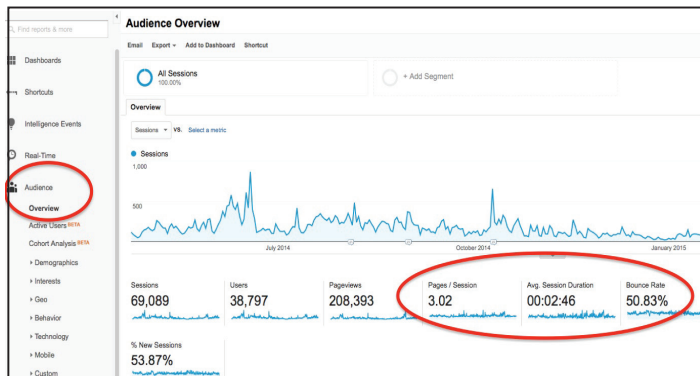 Find reports & more
Dashboards
Shortcuts
Intelligence Events
Real-Time
Audience
Overview
Active Users BETA
Cohort Analysis BETA
Demographics
Interests
Geo
Behavior
Technology
Mobile
Custom
Audience Overview
Email Export Add to Dashboard Shortcut
All Sessions
100.00%
+ Add Segment
Overview
Sessions VS. Select a metric
Sessions
1,000
500
July 2014 October 2014 January 2015
Sessions
69,089
Users
38,797
Pageviews
208,393
Pages / Session
3.02
Avg. Session Duration
00:02:46
Bounce Rate
50.83%
% New Sessions
53.87%